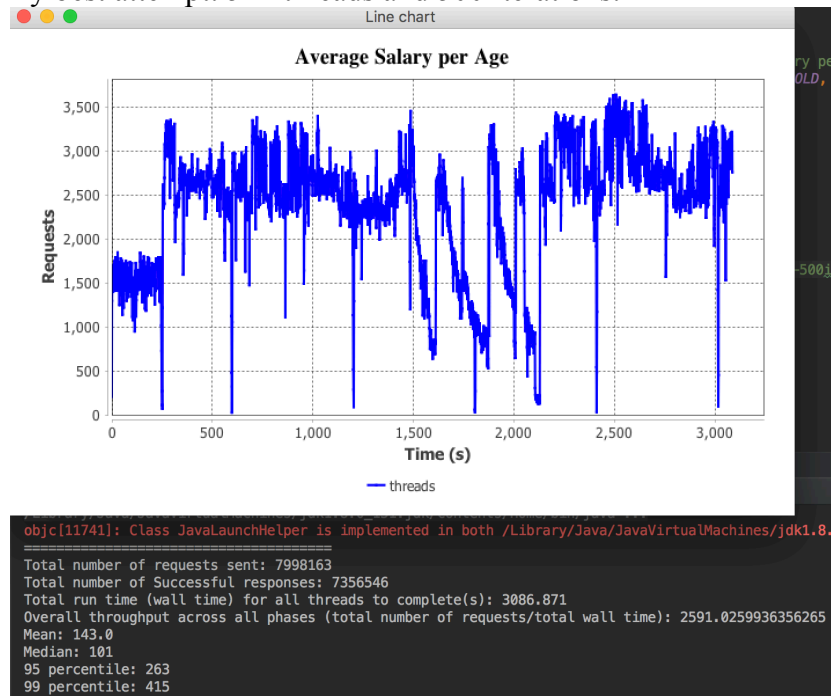 Line chart
Average Salary per Age
3,500
3,000
2,500
2,000
1,500
1,000
500
0
Requests
0 500 1,000 1,500 2,000 2,500 3,000
Time (s)
threads
ry pe
OLD,
500j
objc[11741]: Class JavaLaunchHelper is implemented in both /Library/Java/JavaVirtualMachines/jdk1.8.
=====================================
Total number of requests sent: 7998163
Total number of Successful responses: 7356546
Total run time (wall time) for all threads to complete(s): 3086.871
Overall throughput across all phases (total number of requests/total wall time): 2591.0259936356265
Mean: 143.0
Median: 101
95 percentile: 263
99 percentile: 415